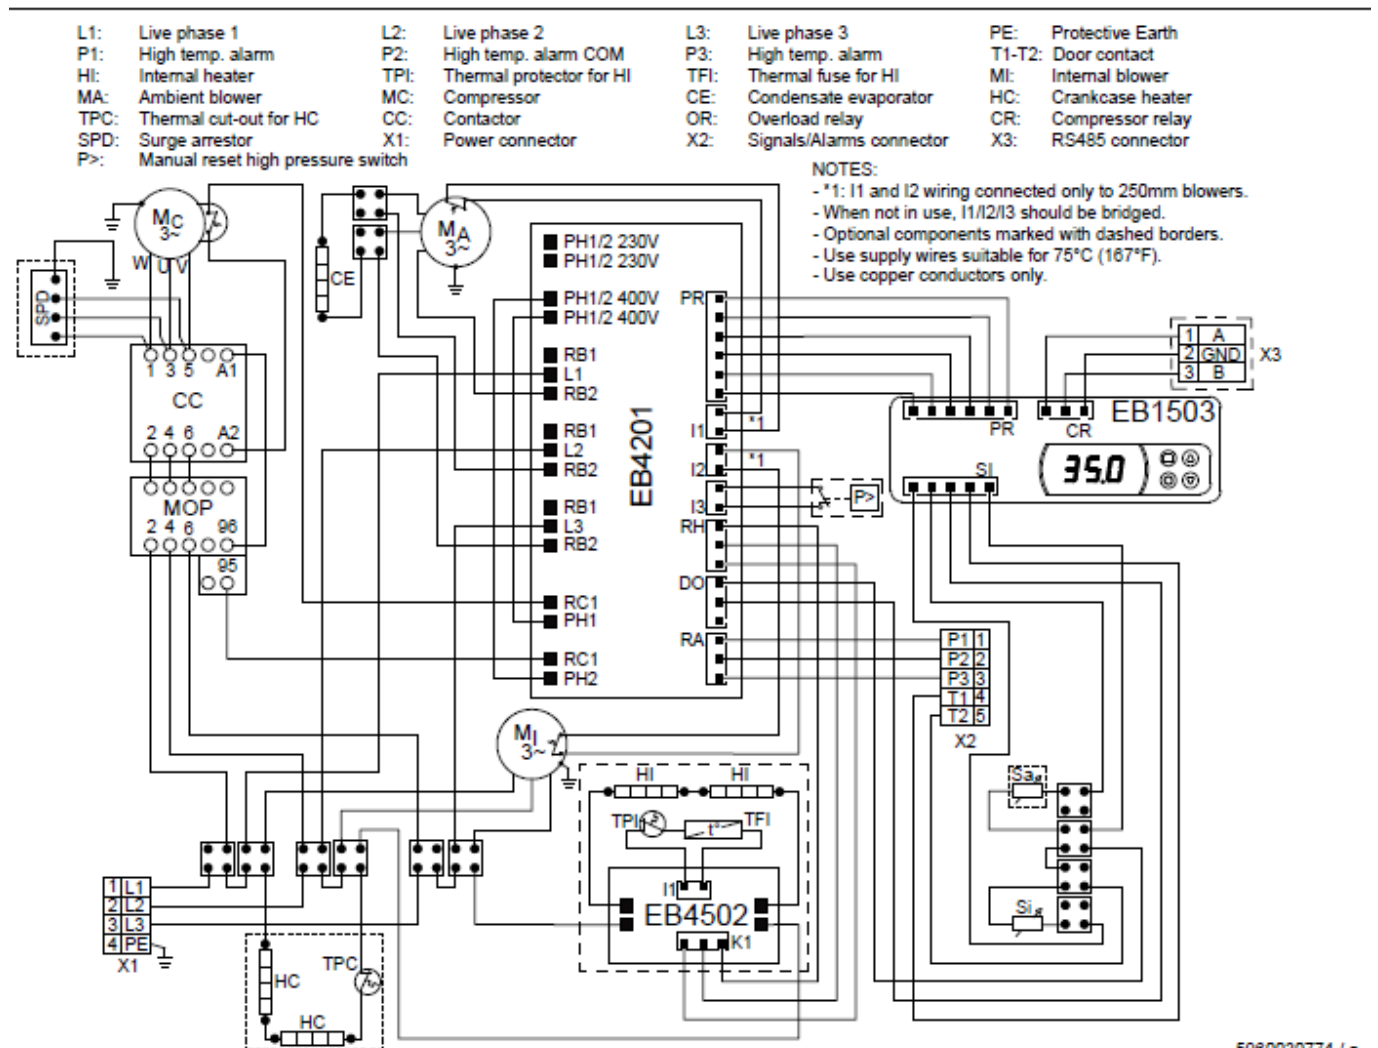 L1: Live phase 1 L2: Live phase 2 L3: Live phase 3 PE: Protective Earth
P1: High temp. alarm P2: High temp. alarm COM P3: High temp. alarm T1-T2: Door contact
HI: Internal heater TPI: Thermal protector for HI TFI: Thermal fuse for HI MI: Internal blower
MA: Ambient blower MC: Compressor CE: Condensate evaporator HC: Crankcase heater
TPC: Thermal cut-out for HC CC: Contactor OR: Overload relay CR: Compressor relay
SPD: Surge arrestor X1: Power connector X2: Signals/Alarms connector X3: RS485 connector
P>: Manual reset high pressure switch
NOTES:
- *1: I1 and I2 wiring connected only to 250mm blowers.
- When not in use, I1/I2/I3 should be bridged.
- Optional components marked with dashed borders.
- Use supply wires suitable for 75°C (167°F).
- Use copper conductors only.
MC
3~
W U V
SPD
1 3 5 A1
CC
2 4 6 A2
MOP
2 4 6 96
95
CE
MA
3~
PH1/2 230V
PH1/2 230V
PH1/2 400V
PH1/2 400V
RB1
L1
RB2
RB1
L2
RB2
RB1
L3
RB2
RC1
PH1
RC1
PH2
EB4201
PR
I1
*1
I2
*1
I3
RH
DO
RA
P>
1 A
2 GND
3 B
X3
EB1503
PR
CR
SI
35.0
P1 1
P2 2
P3 3
T1 4
T2 5
X2
Sa
Si
MI
3~
HI HI
TPI
t°
TFI
I1
EB4502
K1
1 L1
2 L2
3 L3
4 PE
X1
HC
TPC
HC